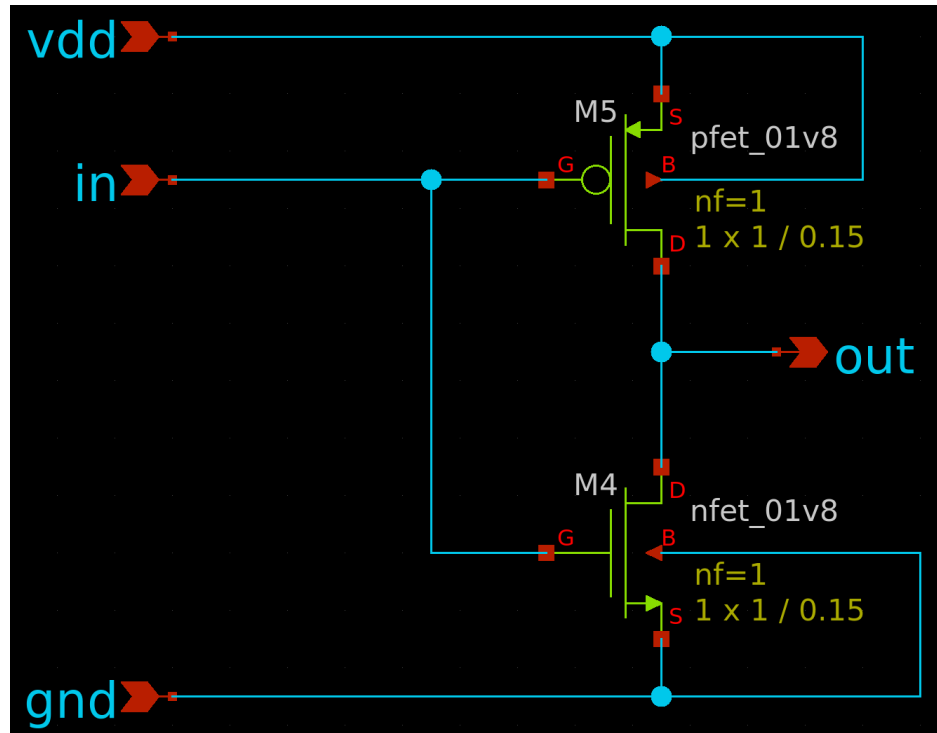 vdd
M5
S
pfet_01v8
in
G
B
nf=1
1 x 1 / 0.15
D
out
M4
D
nfet_01v8
G
B
nf=1
1 x 1 / 0.15
S
gnd